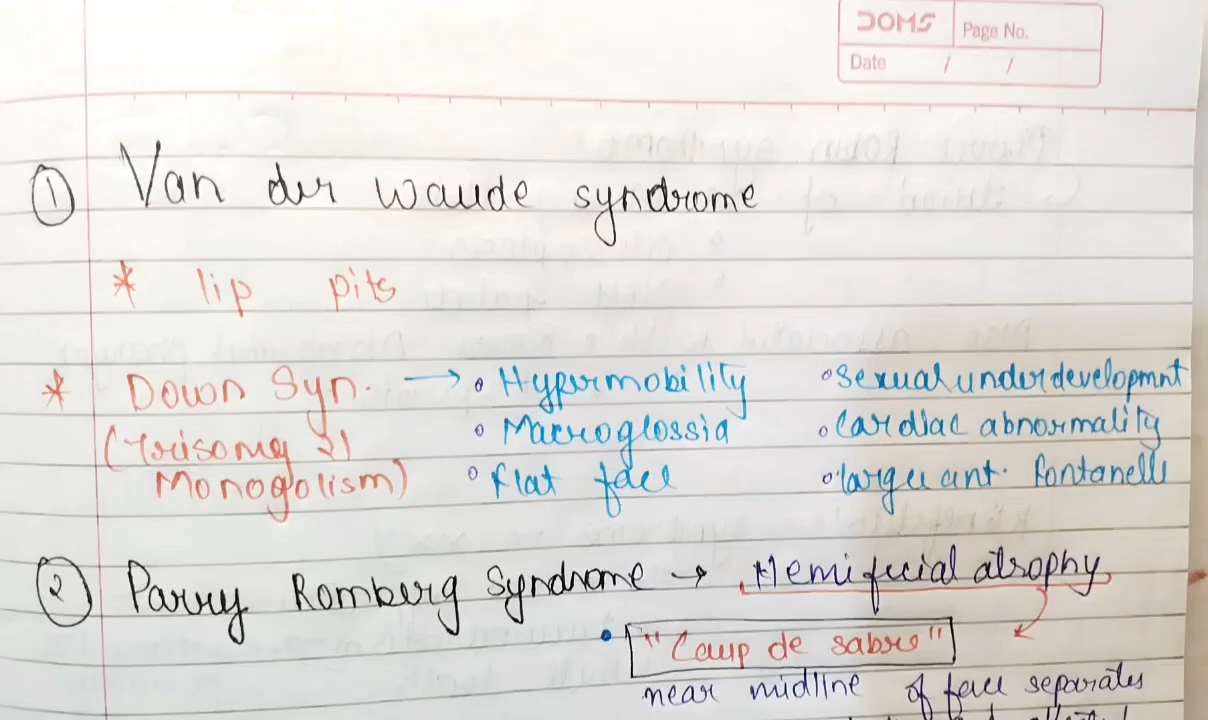 DOMS Page No.
Date / /
① Van der waude syndrome
* lip pits
* Down Syn. → • Hypermobility • Sexual underdevelopmnt
(Trisomy 21 • Macroglossia • Cardiac abnormality
Monogolism) • Flat face • large ant. fontanelle
② Parry Romberg Syndrome → Hemifacial atrophy
• "Coup de sabre"
near midline of face separates